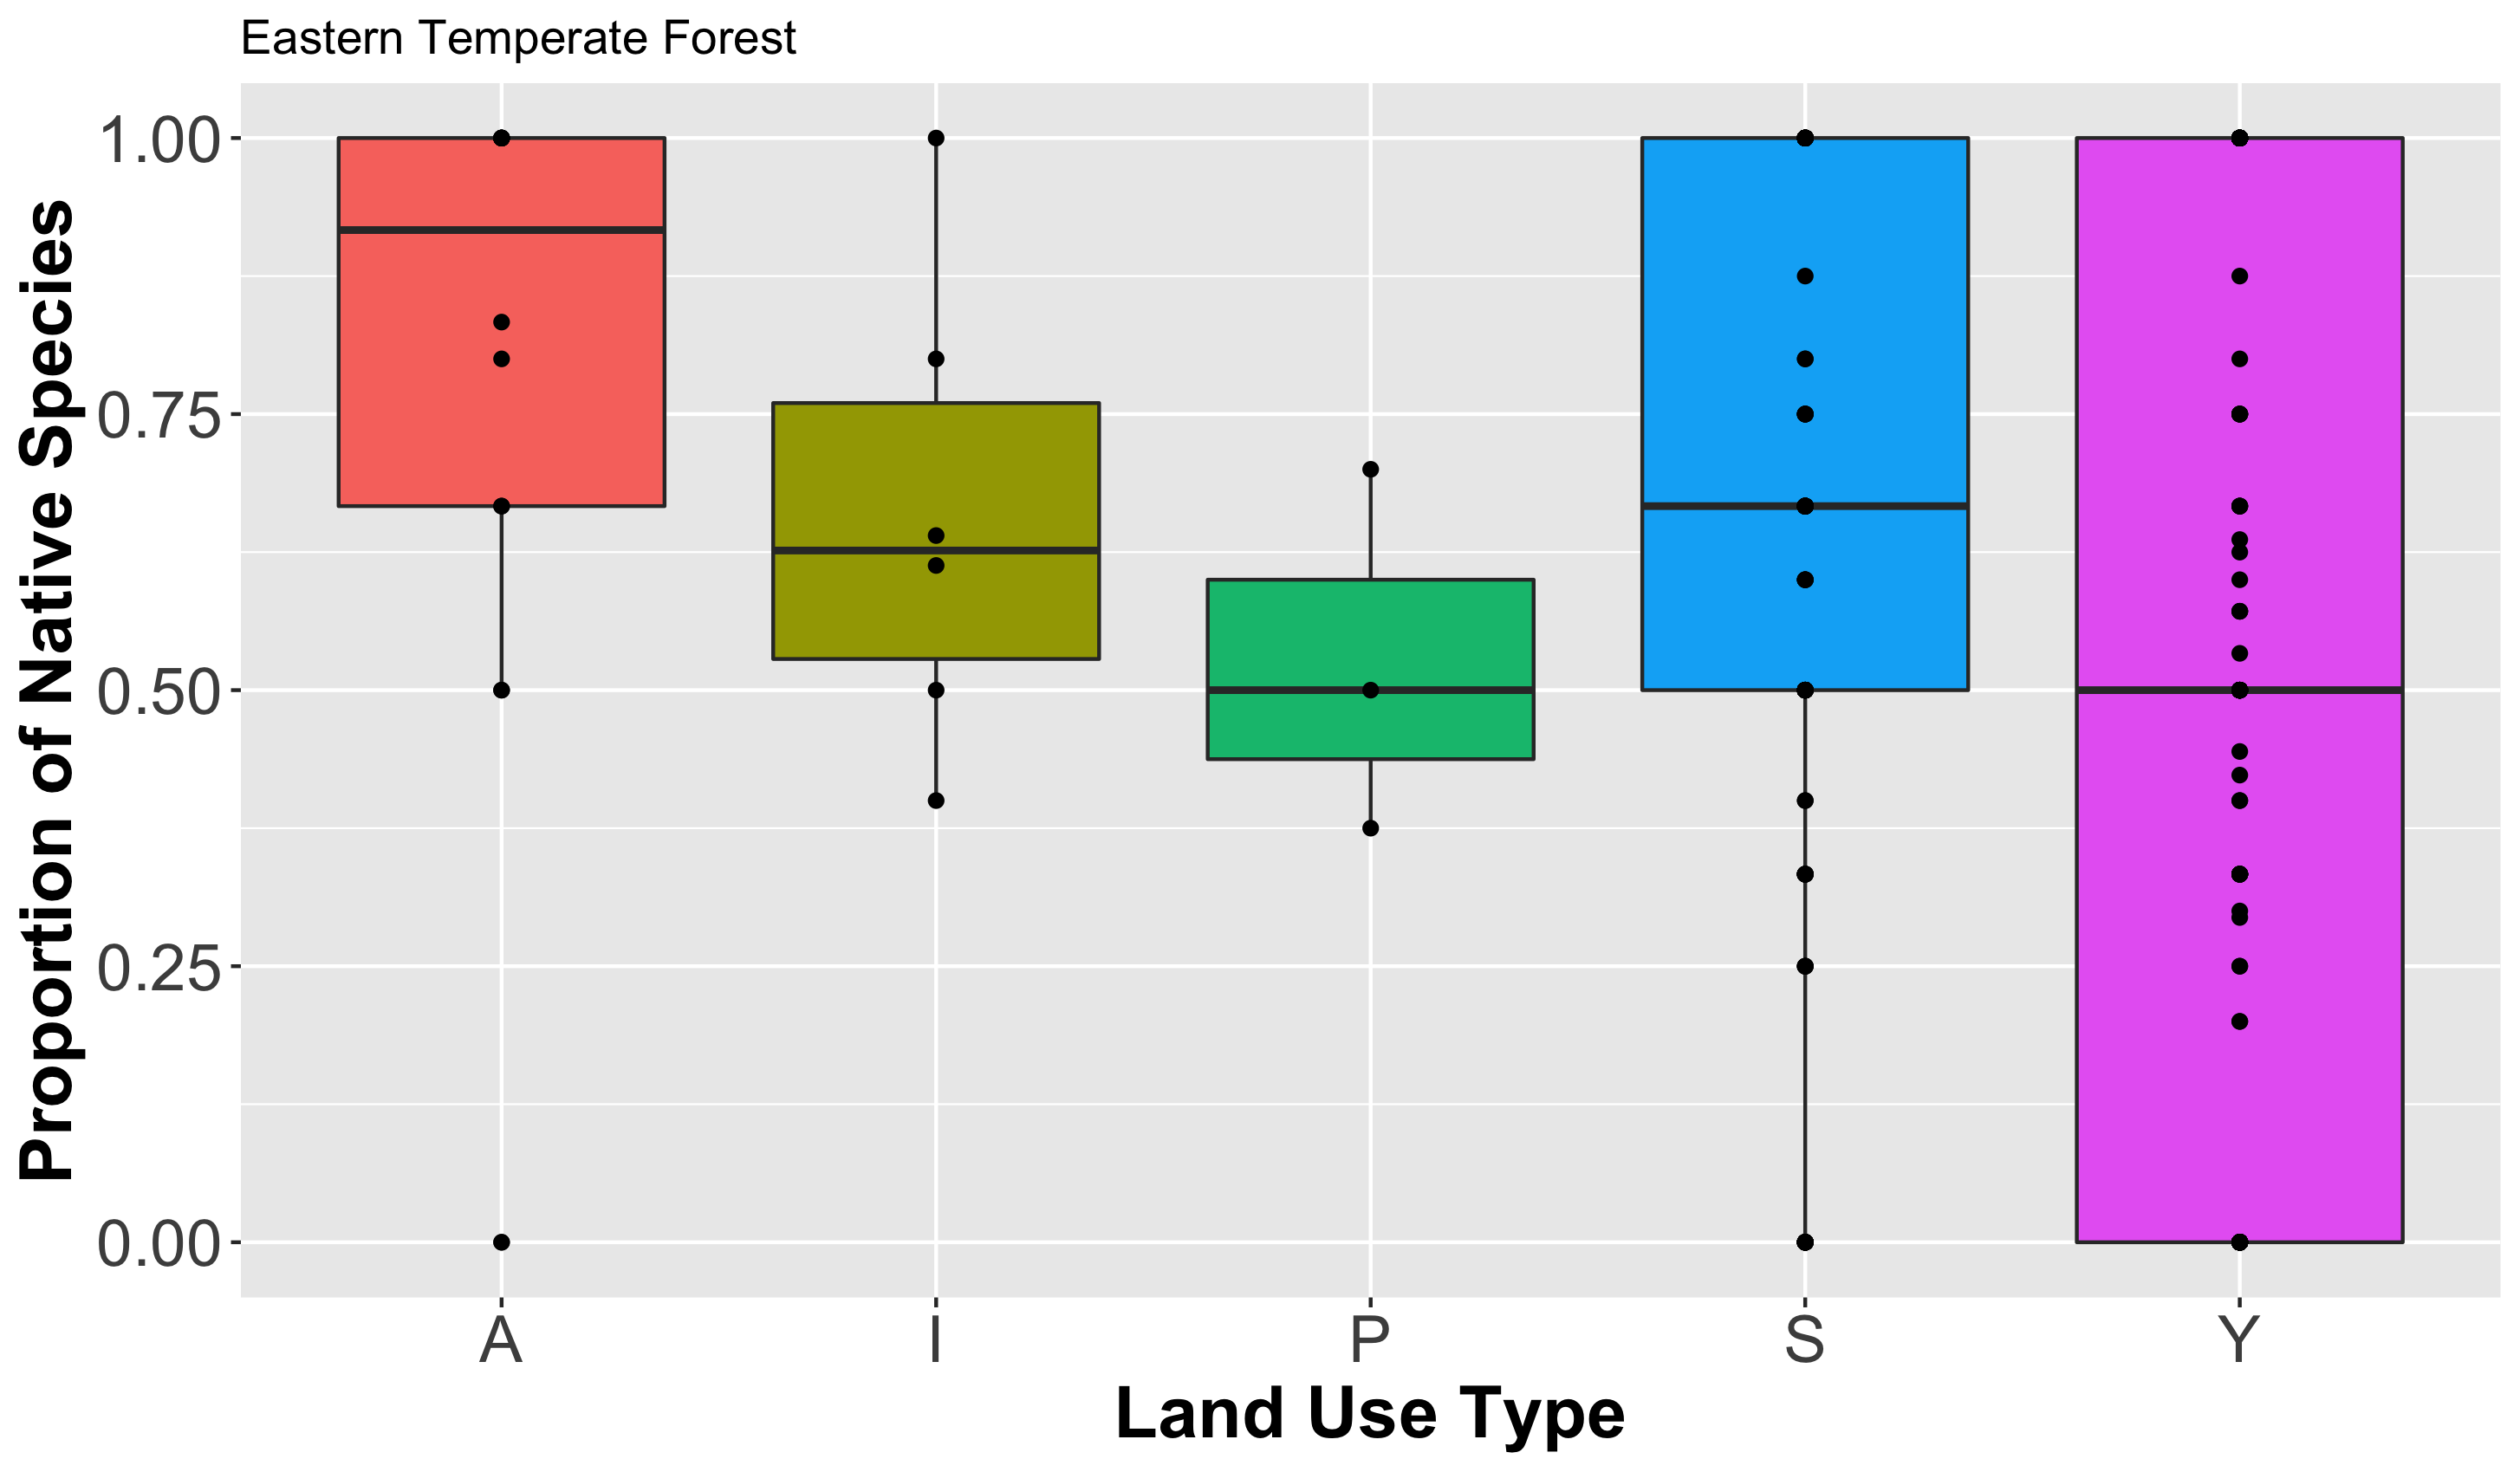 Eastern Temperate Forest
Proportion of Native Species
1.00
0.75
0.50
0.25
0.00
A I P S Y
Land Use Type